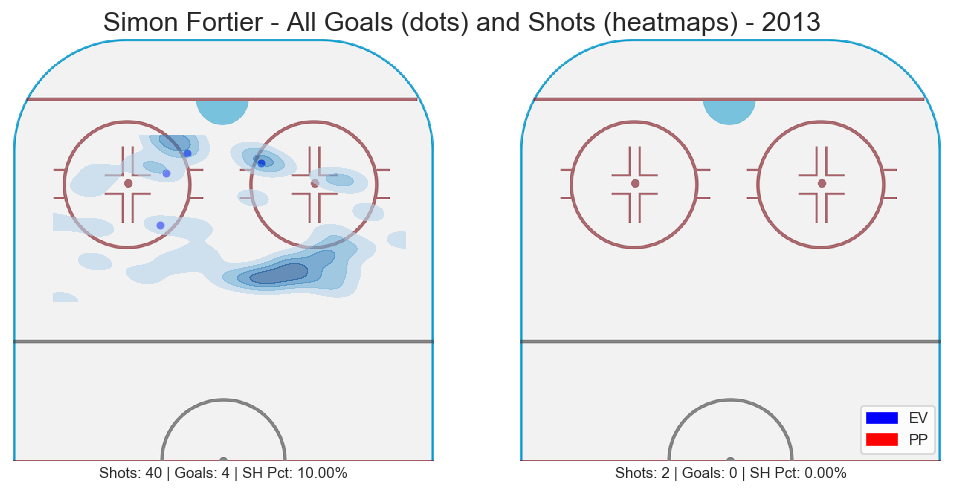 Simon Fortier - All Goals (dots) and Shots (heatmaps) - 2013
EV
PP
Shots: 40 | Goals: 4 | SH Pct: 10.00%
Shots: 2 | Goals: 0 | SH Pct: 0.00%